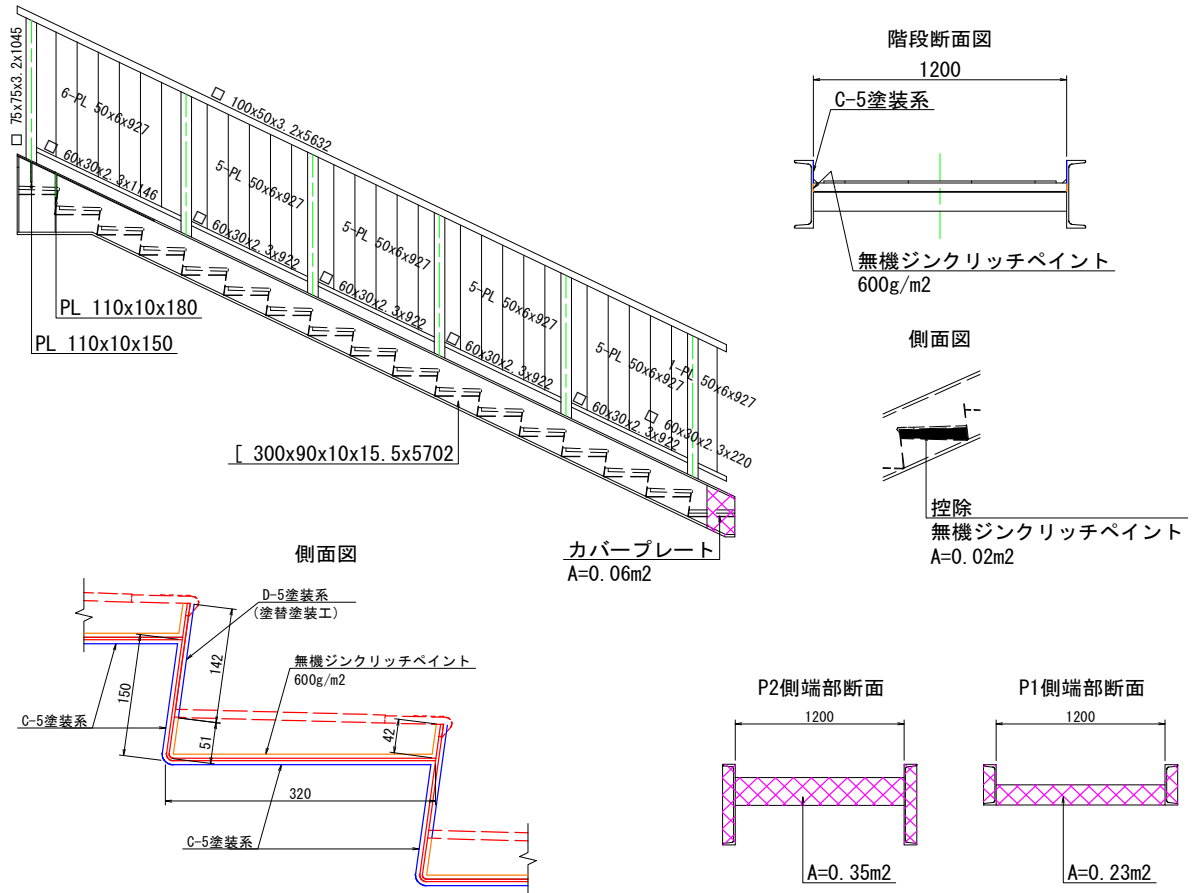 □ 75x75x3.2x1045
6-PL 50x6x927
□ 100x50x3.2x5632
□ 60x30x2.3x1146
5-PL 50x6x927
□ 60x30x2.3x922
5-PL 50x6x927
□ 60x30x2.3x922
5-PL 50x6x927
□ 60x30x2.3x922
5-PL 50x6x927
1-PL 50x6x927
□ 60x30x2.3x922
□ 60x30x2.3x220
PL 110x10x180
PL 110x10x150
[ 300x90x10x15.5x5702
カバープレート
A=0.06m2
階段断面図
1200
C-5塗装系
無機ジンクリッチペイント
600g/m2
側面図
控除
無機ジンクリッチペイント
A=0.02m2
側面図
D-5塗装系
(塗替塗装工)
142
無機ジンクリッチペイント
600g/m2
150
C-5塗装系
51
42
320
C-5塗装系
P2側端部断面
1200
A=0.35m2
P1側端部断面
1200
A=0.23m2